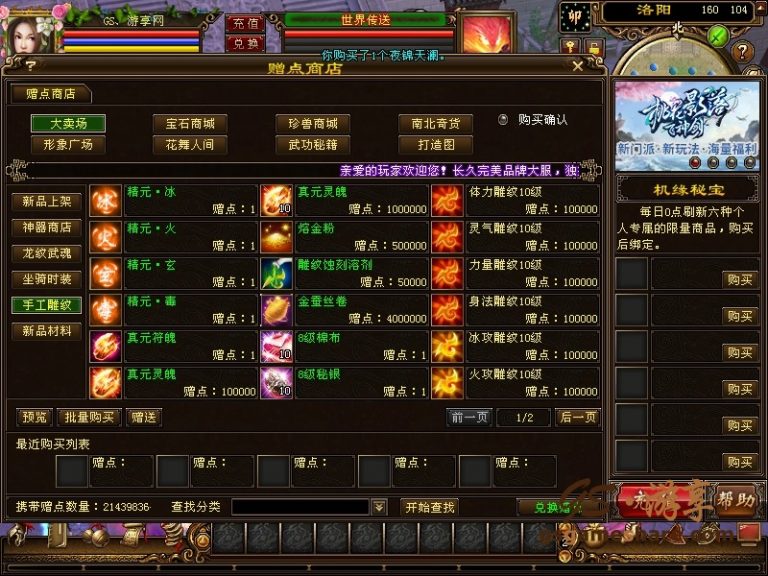 GS、游享网
充值
兑换
世界传送
卯
洛阳 160 104
北
你购买了1个夜锦天澜。
赠点商店
赠点商店
大卖场 宝石商城 珍兽商城 南北奇货 购买确认
形象广场 花舞人间 武功秘籍 打造图
亲爱的玩家欢迎您！长久完美品牌大服，独
新品上架
神器商店
龙纹武魂
坐骑时装
手工雕纹
新品材料
精元·冰 赠点：1
真元灵魄 10 赠点：1000000
体力雕纹10级 赠点：100000
精元·火 赠点：1
熔金粉 赠点：500000
灵气雕纹10级 赠点：100000
精元·玄 赠点：1
雕纹蚀刻溶剂 赠点：50000
力量雕纹10级 赠点：100000
精元·毒 赠点：1
金蚕丝卷 赠点：4000000
身法雕纹10级 赠点：100000
真元符魄 赠点：1
8级棉布 10 赠点：1
冰攻雕纹10级 赠点：100000
真元灵魄 赠点：100000
8级秘银 10 赠点：1
火攻雕纹10级 赠点：100000
预览 批量购买 赠送 前一页 1/2 后一页
最近购买列表
赠点： 赠点： 赠点： 赠点： 赠点：
携带赠点数量：21439836 查找分类 开始查找
新门派·新玩法·海量福利
机缘秘宝
每日0点刷新六种个
人专属的限量商品，购买
后绑定。
购买
购买
购买
购买
购买
购买
帮助